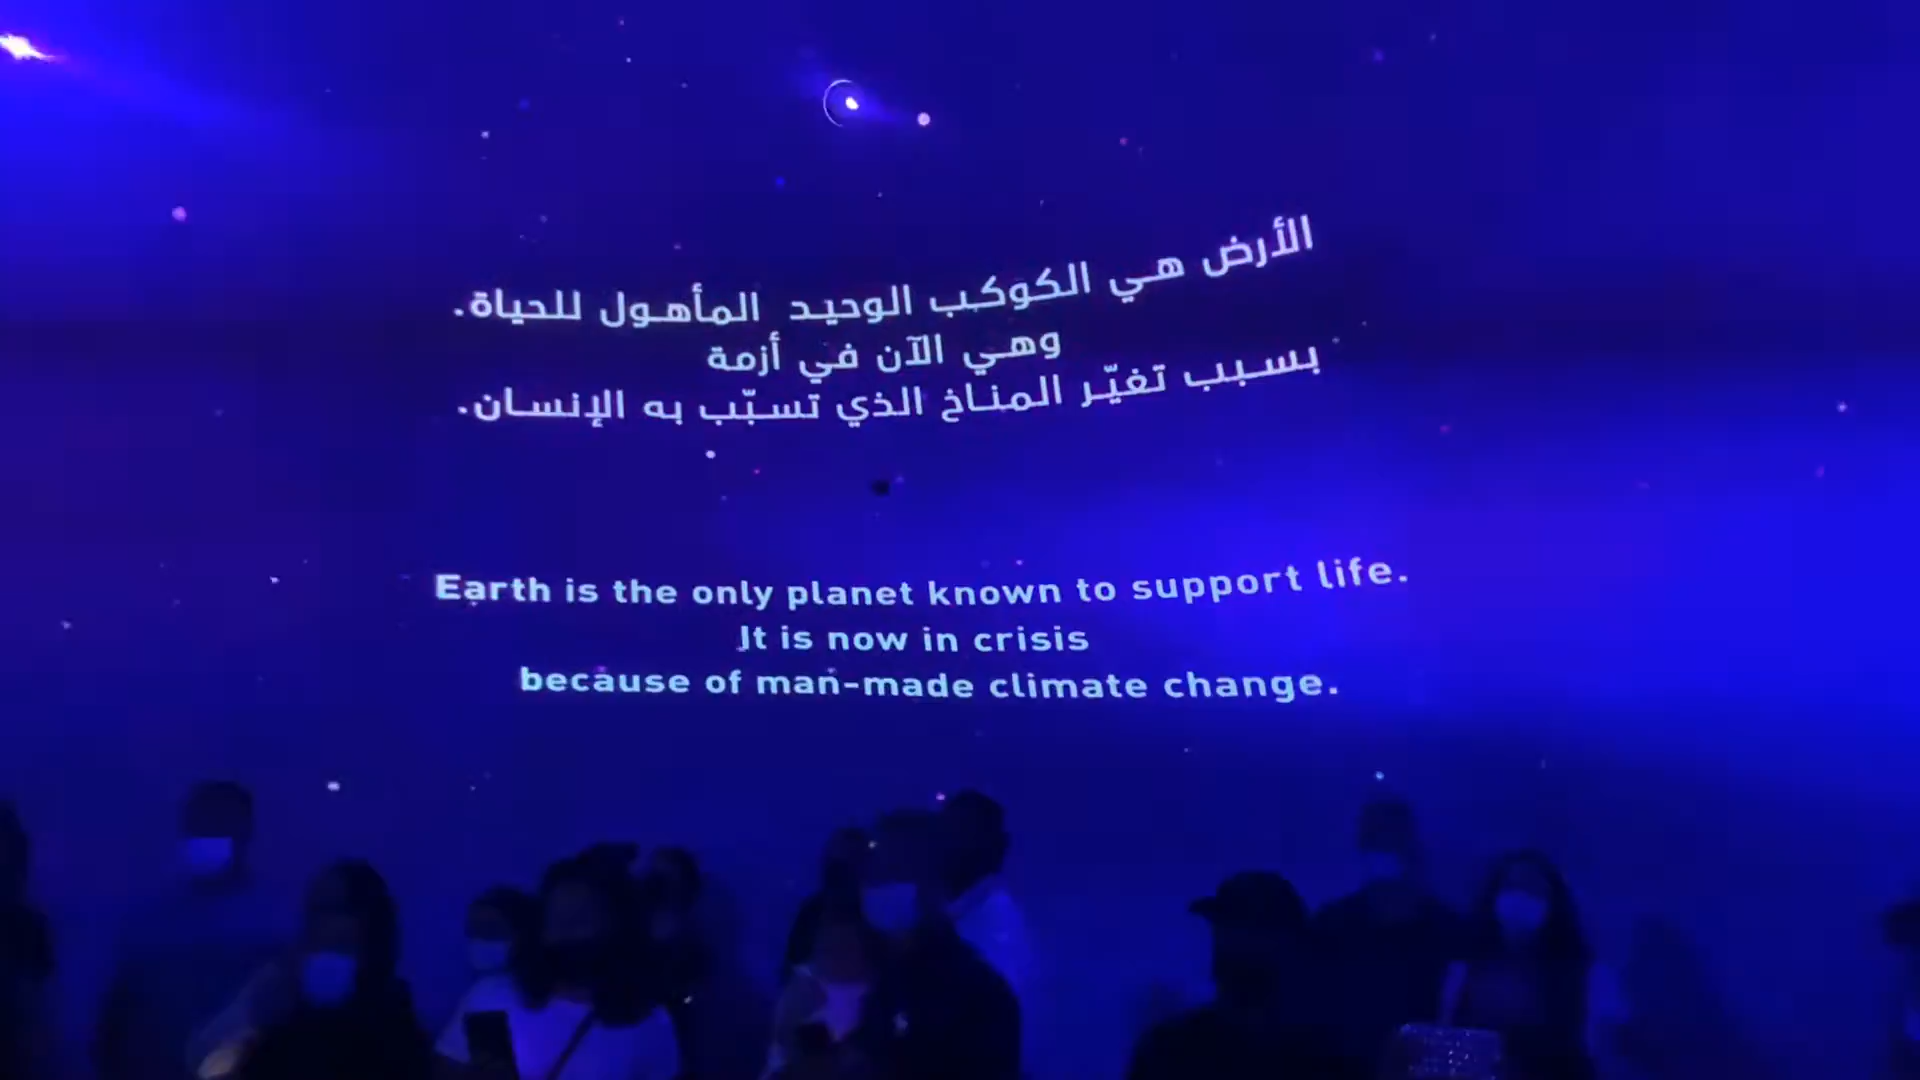 الأرض هي الكوكب الوحيد المأهول للحياة.
وهي الآن في أزمة
بسبب تغيّر المناخ الذي تسبّب به الإنسان.
Earth is the only planet known to support life.
It is now in crisis
because of man-made climate change.